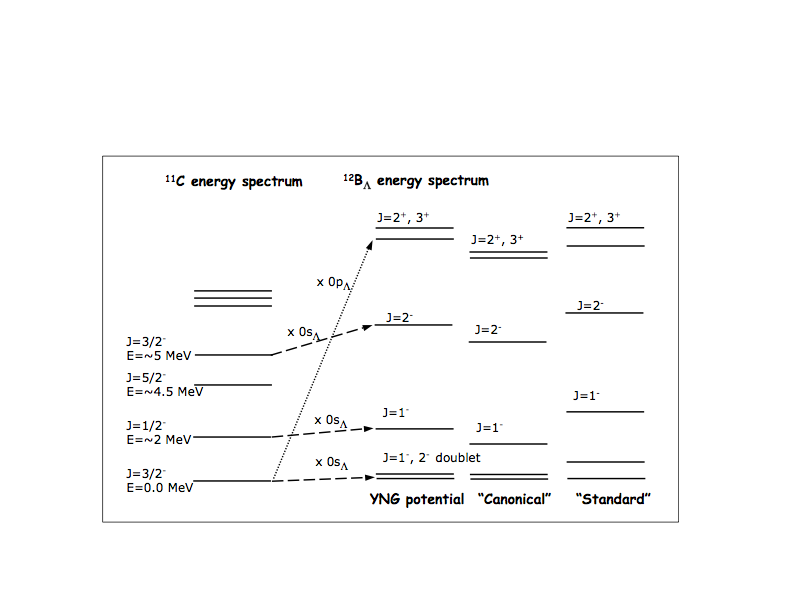 ¹¹C energy spectrum
¹²BΛ energy spectrum
J=2⁺, 3⁺
J=2⁺, 3⁺
J=2⁺, 3⁺
x 0pΛ
J=2⁻
J=2⁻
J=2⁻
x 0sΛ
J=3/2⁻
E=~5 MeV
J=5/2⁻
E=~4.5 MeV
J=1⁻
J=1⁻
J=1⁻
x 0sΛ
J=1/2⁻
E=~2 MeV
J=1⁻, 2⁻ doublet
x 0sΛ
J=3/2⁻
E=0.0 MeV
YNG potential
“Canonical”
“Standard”